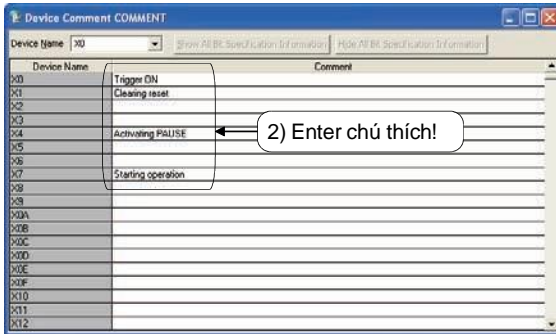 Device Comment COMMENT
Device Name X0 Show All Bit Specification Information Hide All Bit Specification Information
Device Name Comment
X0 Trigger ON
X1 Clearing reset
X2
X3
X4 Activating PAUSE
2) Enter chú thích!
X5
X6
X7 Starting operation
X8
X9
X0A
X0B
X0C
X0D
X0E
X0F
X10
X11
X12